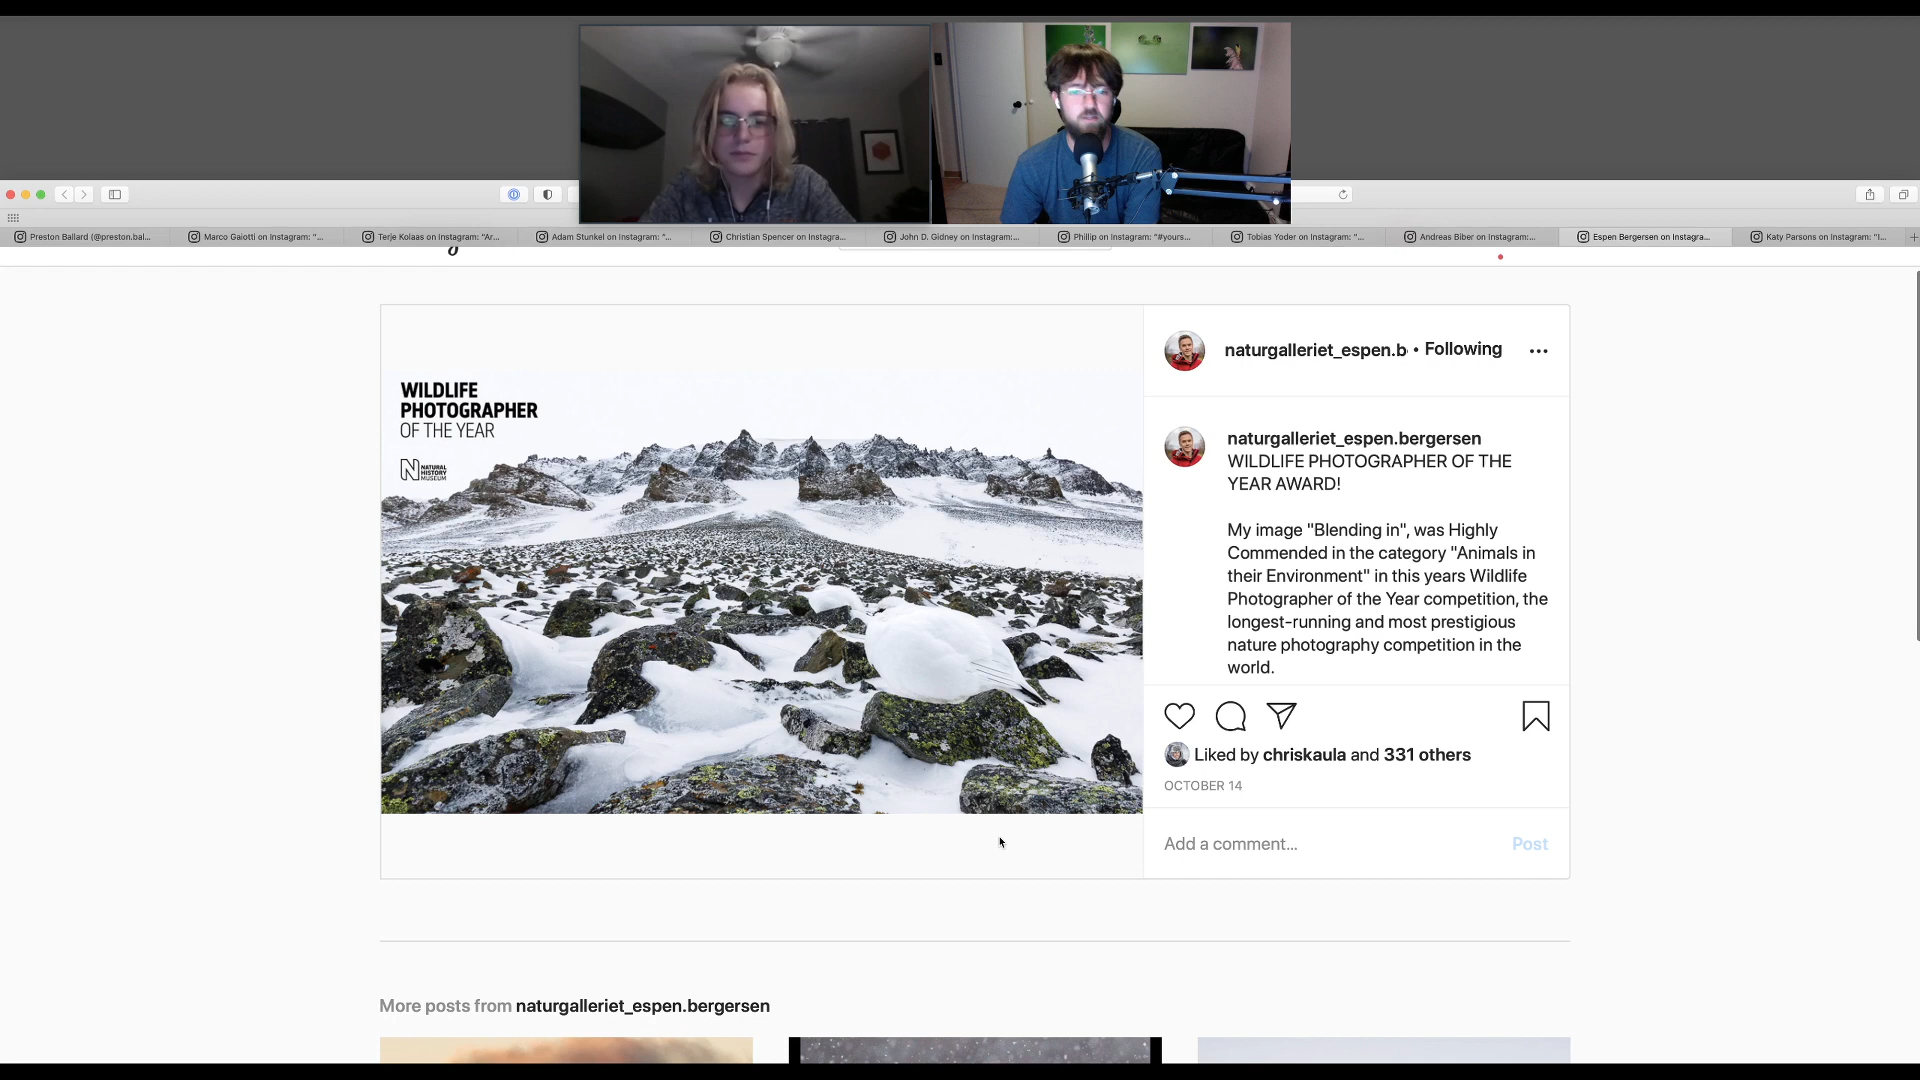 Preston Ballard (@preston.bal...
Marco Gaiotti on Instagram: "...
Terje Kolaas on Instagram: "Ar...
Adam Stunkel on Instagram: "...
Christian Spencer on Instagra...
John D. Gidney on Instagram:...
Phillip on Instagram: "#yours...
Tobias Yoder on Instagram: "...
Andreas Biber on Instagram:...
Espen Bergersen on Instagra...
Katy Parsons on Instagram: "I...
WILDLIFE
PHOTOGRAPHER
OF THE YEAR
N NATURAL
HISTORY
MUSEUM
naturgalleriet_espen.b • Following
naturgalleriet_espen.bergersen
WILDLIFE PHOTOGRAPHER OF THE
YEAR AWARD!
My image "Blending in", was Highly
Commended in the category "Animals in
their Environment" in this years Wildlife
Photographer of the Year competition, the
longest-running and most prestigious
nature photography competition in the
world.
Liked by chriskaula and 331 others
OCTOBER 14
Add a comment...
Post
More posts from naturgalleriet_espen.bergersen